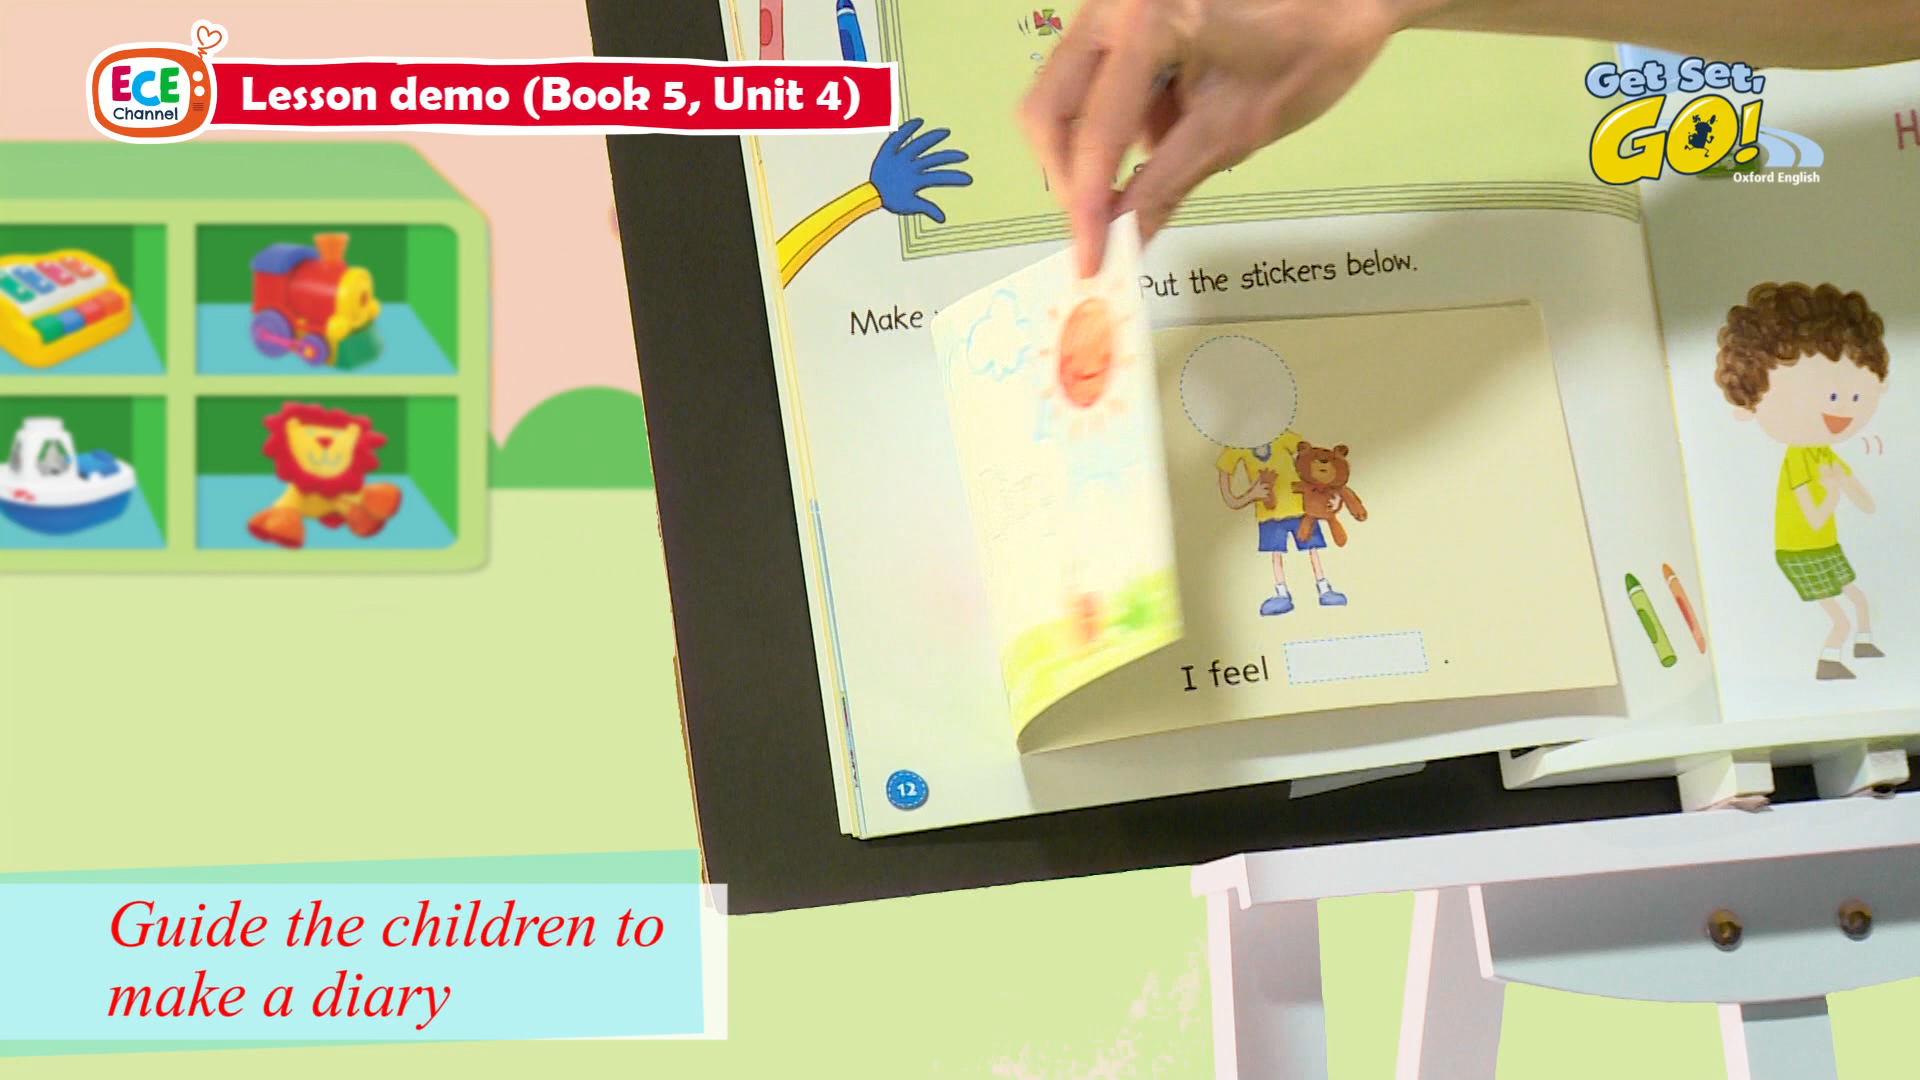 ECE
Channel
Lesson demo (Book 5, Unit 4)
Get Set,
GO!
Oxford English
H
Put the stickers below.
Make
I feel .
12
Guide the children to
make a diary